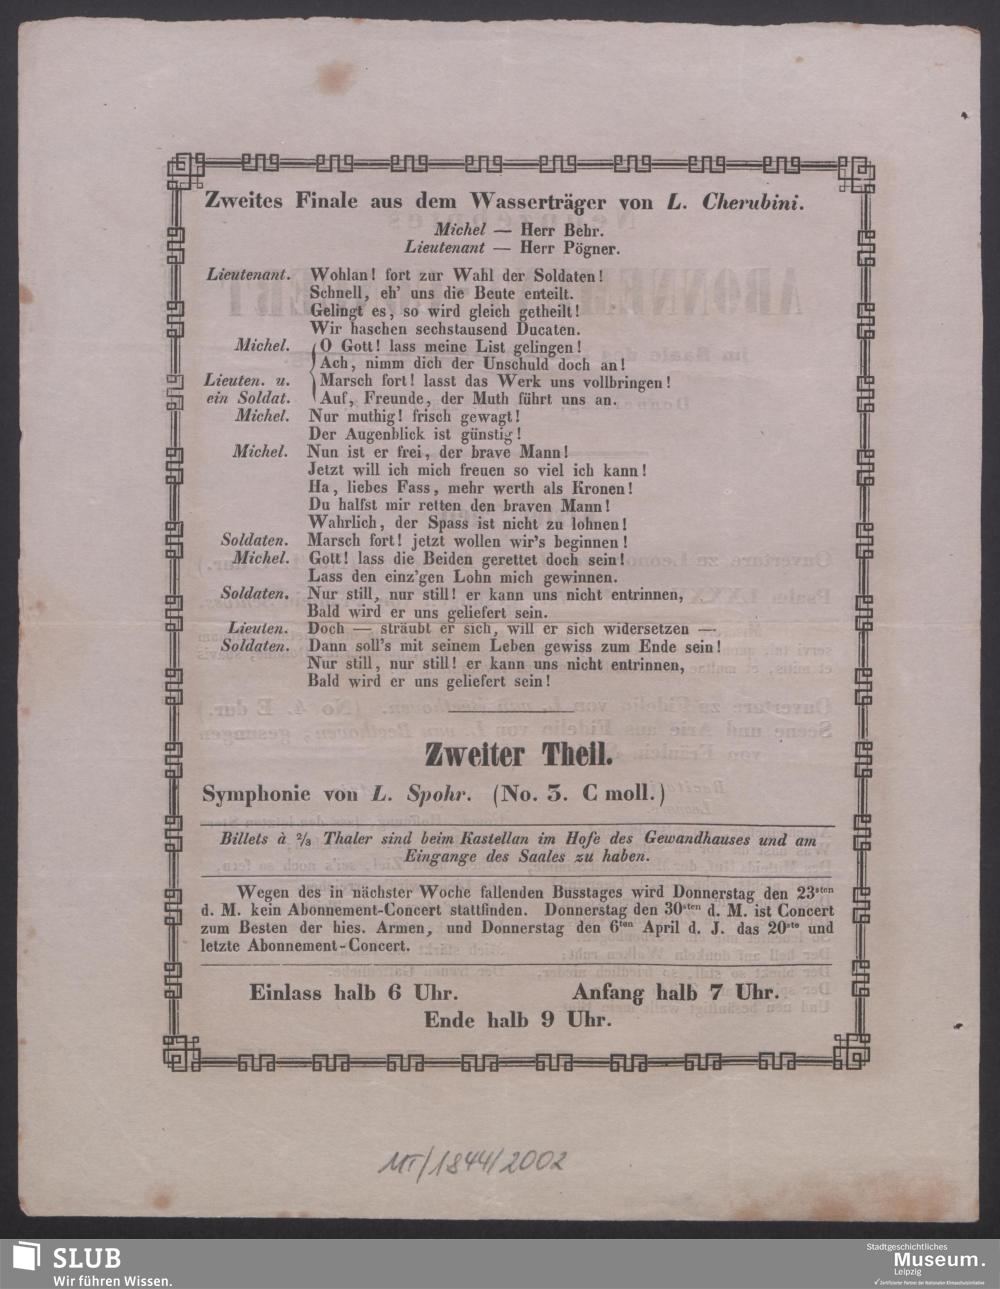 Zweites Finale aus dem Wasserträger von L. Cherubini.
Michel — Herr Behr.
Lieutenant — Herr Pögner.
Lieutenant. Wohlan! fort zur Wahl der Soldaten!
Schnell, eh' uns die Beute enteilt.
Gelingt es, so wird gleich getheilt!
Wir haschen sechstausend Ducaten.
Michel. O Gott! lass meine List gelingen!
Ach, nimm dich der Unschuld doch an!
Lieuten. u. Marsch fort! lasst das Werk uns vollbringen!
ein Soldat. Auf, Freunde, der Muth führt uns an.
Michel. Nur muthig! frisch gewagt!
Der Augenblick ist günstig!
Michel. Nun ist er frei, der brave Mann!
Jetzt will ich mich freuen so viel ich kann!
Ha, liebes Fass, mehr werth als Kronen!
Du halfst mir retten den braven Mann!
Wahrlich, der Spass ist nicht zu lohnen!
Soldaten. Marsch fort! jetzt wollen wir's beginnen!
Michel. Gott! lass die Beiden gerettet doch sein!
Lass den einz'gen Lohn mich gewinnen.
Soldaten. Nur still, nur still! er kann uns nicht entrinnen,
Bald wird er uns geliefert sein.
Lieuten. Doch — sträubt er sich, will er sich widersetzen —
Soldaten. Dann soll's mit seinem Leben gewiss zum Ende sein!
Nur still, nur still! er kann uns nicht entrinnen,
Bald wird er uns geliefert sein!
Zweiter Theil.
Symphonie von L. Spohr. (No. 3. C moll.)
Billets à 2/3 Thaler sind beim Kastellan im Hofe des Gewandhauses und am
Eingange des Saales zu haben.
Wegen des in nächster Woche fallenden Busstages wird Donnerstag den 23sten
d. M. kein Abonnement-Concert stattfinden. Donnerstag den 30sten d. M. ist Concert
zum Besten der hies. Armen, und Donnerstag den 6ten April d. J. das 20ste und
letzte Abonnement-Concert.
Einlass halb 6 Uhr. Anfang halb 7 Uhr.
Ende halb 9 Uhr.
MT/1844/2002
SLUB
Wir führen Wissen.
Stadtgeschichtliches
Museum.
Leipzig
Zertifizierter Partner der Nationalen Klimaschutzinitiative